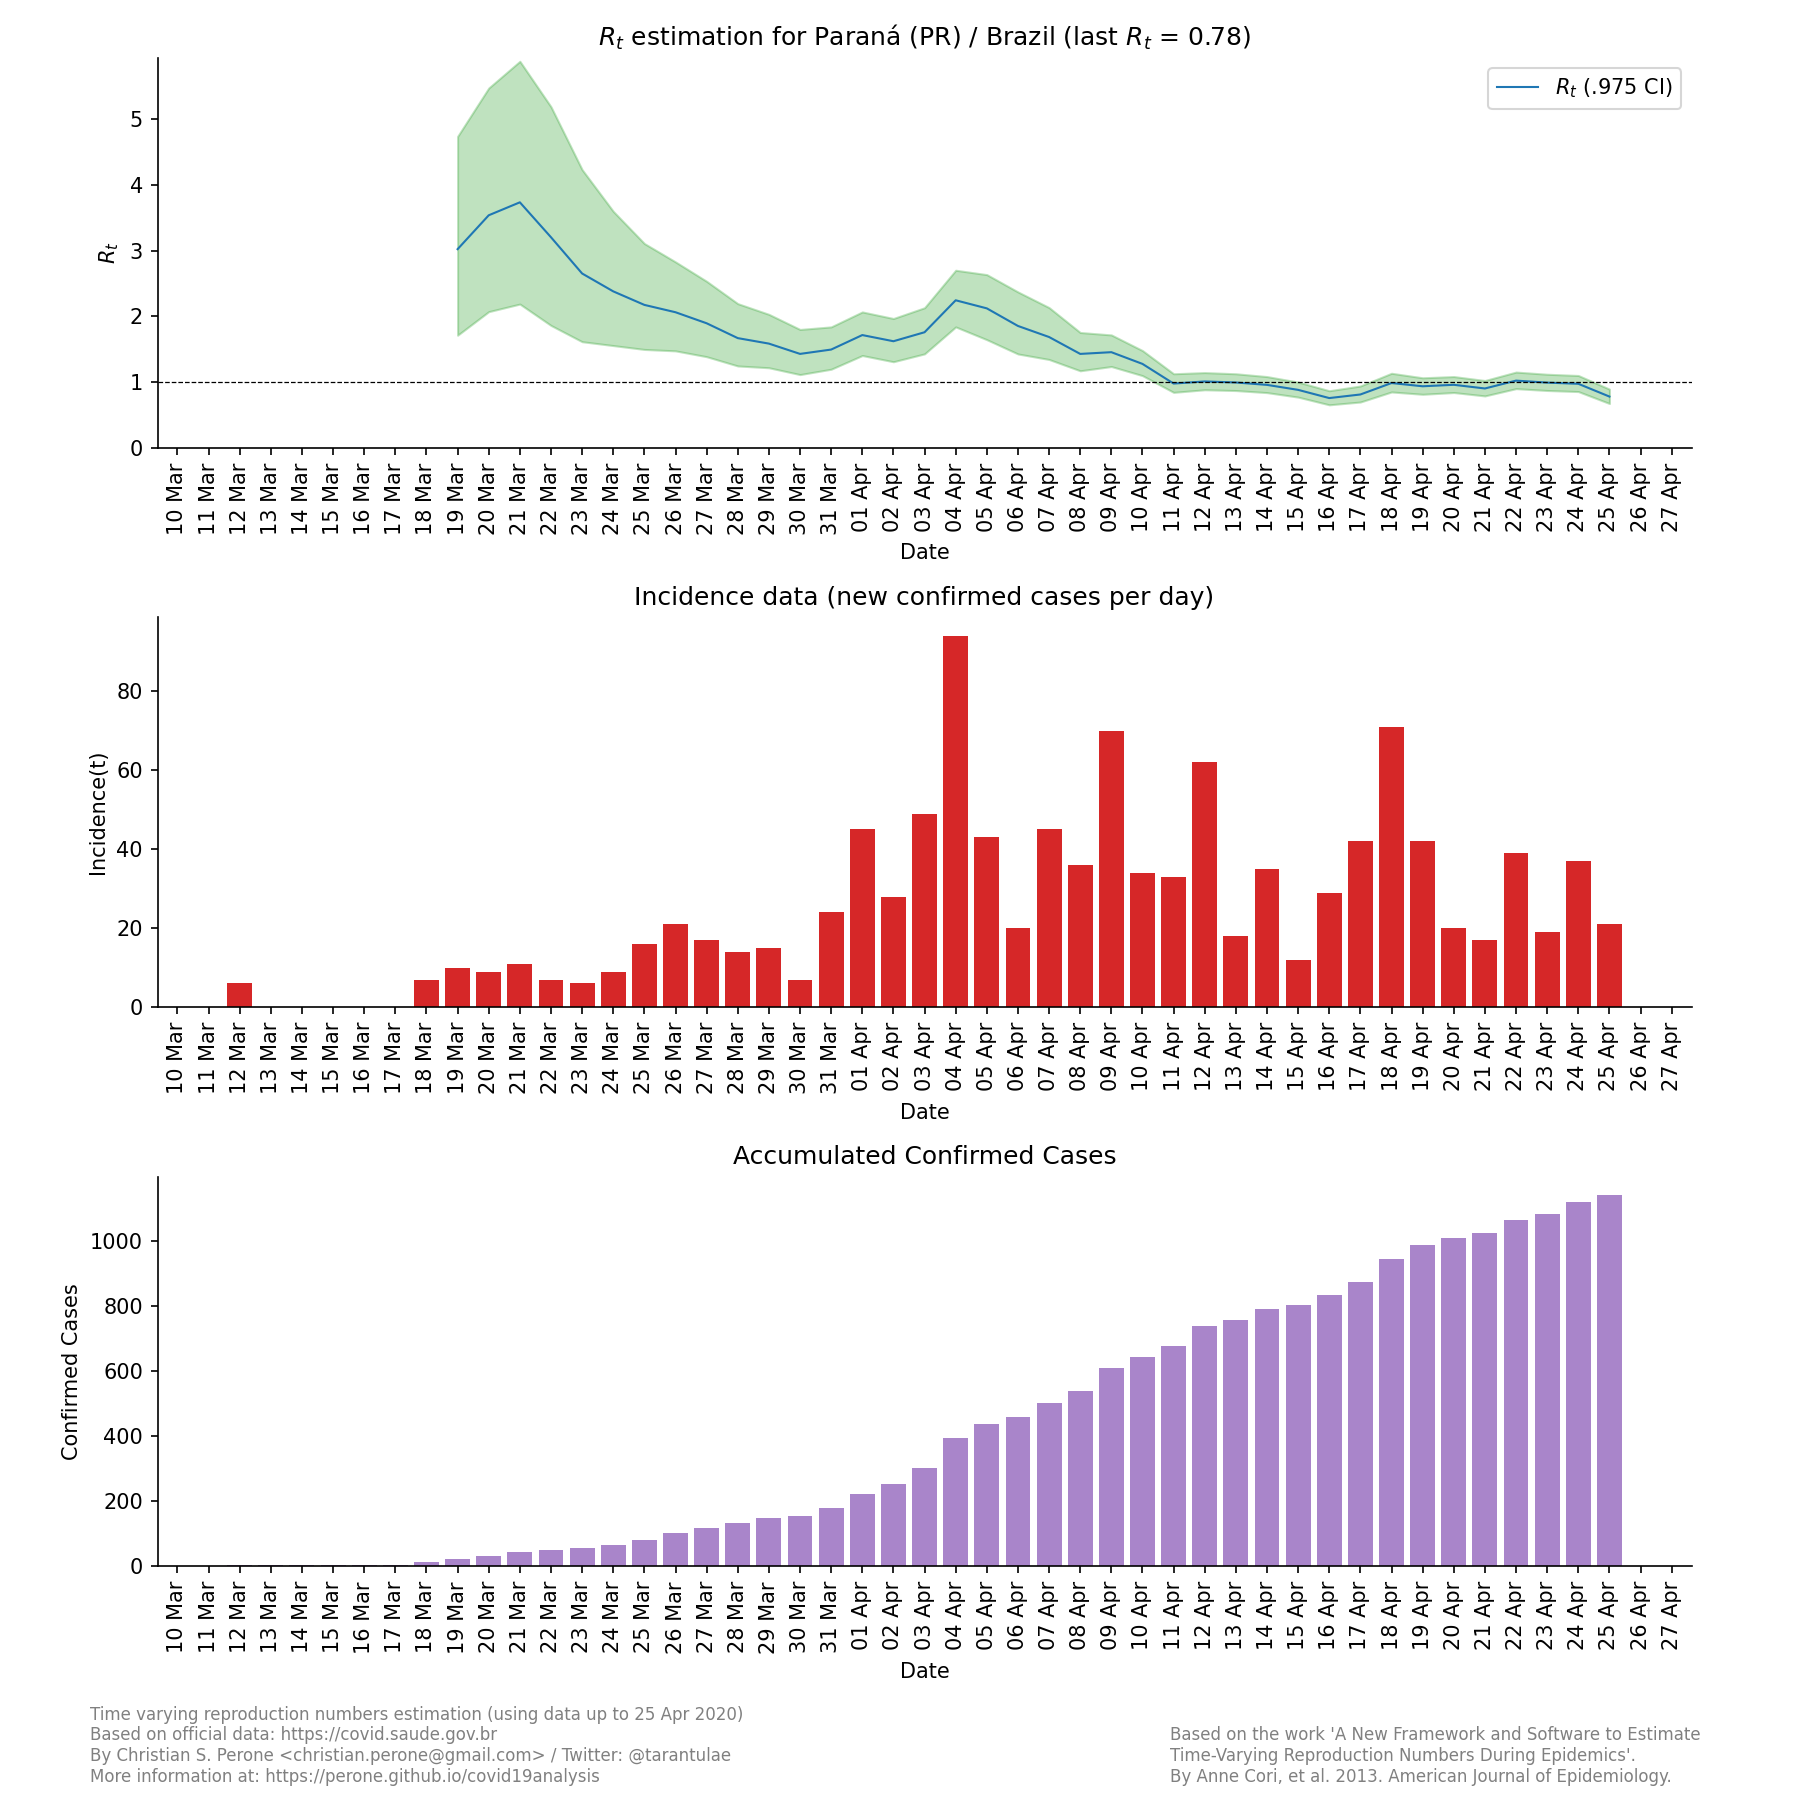 Rt estimation for Paraná (PR) / Brazil (last Rt = 0.78)
Rt (.975 CI)
Rt
5
4
3
2
1
0
10 Mar 11 Mar 12 Mar 13 Mar 14 Mar 15 Mar 16 Mar 17 Mar 18 Mar 19 Mar 20 Mar 21 Mar 22 Mar 23 Mar 24 Mar 25 Mar 26 Mar 27 Mar 28 Mar 29 Mar 30 Mar 31 Mar 01 Apr 02 Apr 03 Apr 04 Apr 05 Apr 06 Apr 07 Apr 08 Apr 09 Apr 10 Apr 11 Apr 12 Apr 13 Apr 14 Apr 15 Apr 16 Apr 17 Apr 18 Apr 19 Apr 20 Apr 21 Apr 22 Apr 23 Apr 24 Apr 25 Apr 26 Apr 27 Apr
Date
Incidence data (new confirmed cases per day)
Incidence(t)
80
60
40
20
0
10 Mar 11 Mar 12 Mar 13 Mar 14 Mar 15 Mar 16 Mar 17 Mar 18 Mar 19 Mar 20 Mar 21 Mar 22 Mar 23 Mar 24 Mar 25 Mar 26 Mar 27 Mar 28 Mar 29 Mar 30 Mar 31 Mar 01 Apr 02 Apr 03 Apr 04 Apr 05 Apr 06 Apr 07 Apr 08 Apr 09 Apr 10 Apr 11 Apr 12 Apr 13 Apr 14 Apr 15 Apr 16 Apr 17 Apr 18 Apr 19 Apr 20 Apr 21 Apr 22 Apr 23 Apr 24 Apr 25 Apr 26 Apr 27 Apr
Date
Accumulated Confirmed Cases
Confirmed Cases
1000
800
600
400
200
0
10 Mar 11 Mar 12 Mar 13 Mar 14 Mar 15 Mar 16 Mar 17 Mar 18 Mar 19 Mar 20 Mar 21 Mar 22 Mar 23 Mar 24 Mar 25 Mar 26 Mar 27 Mar 28 Mar 29 Mar 30 Mar 31 Mar 01 Apr 02 Apr 03 Apr 04 Apr 05 Apr 06 Apr 07 Apr 08 Apr 09 Apr 10 Apr 11 Apr 12 Apr 13 Apr 14 Apr 15 Apr 16 Apr 17 Apr 18 Apr 19 Apr 20 Apr 21 Apr 22 Apr 23 Apr 24 Apr 25 Apr 26 Apr 27 Apr
Date
Time varying reproduction numbers estimation (using data up to 25 Apr 2020)
Based on official data: https://covid.saude.gov.br
By Christian S. Perone <christian.perone@gmail.com> / Twitter: @tarantulae
More information at: https://perone.github.io/covid19analysis
Based on the work 'A New Framework and Software to Estimate
Time-Varying Reproduction Numbers During Epidemics'.
By Anne Cori, et al. 2013. American Journal of Epidemiology.